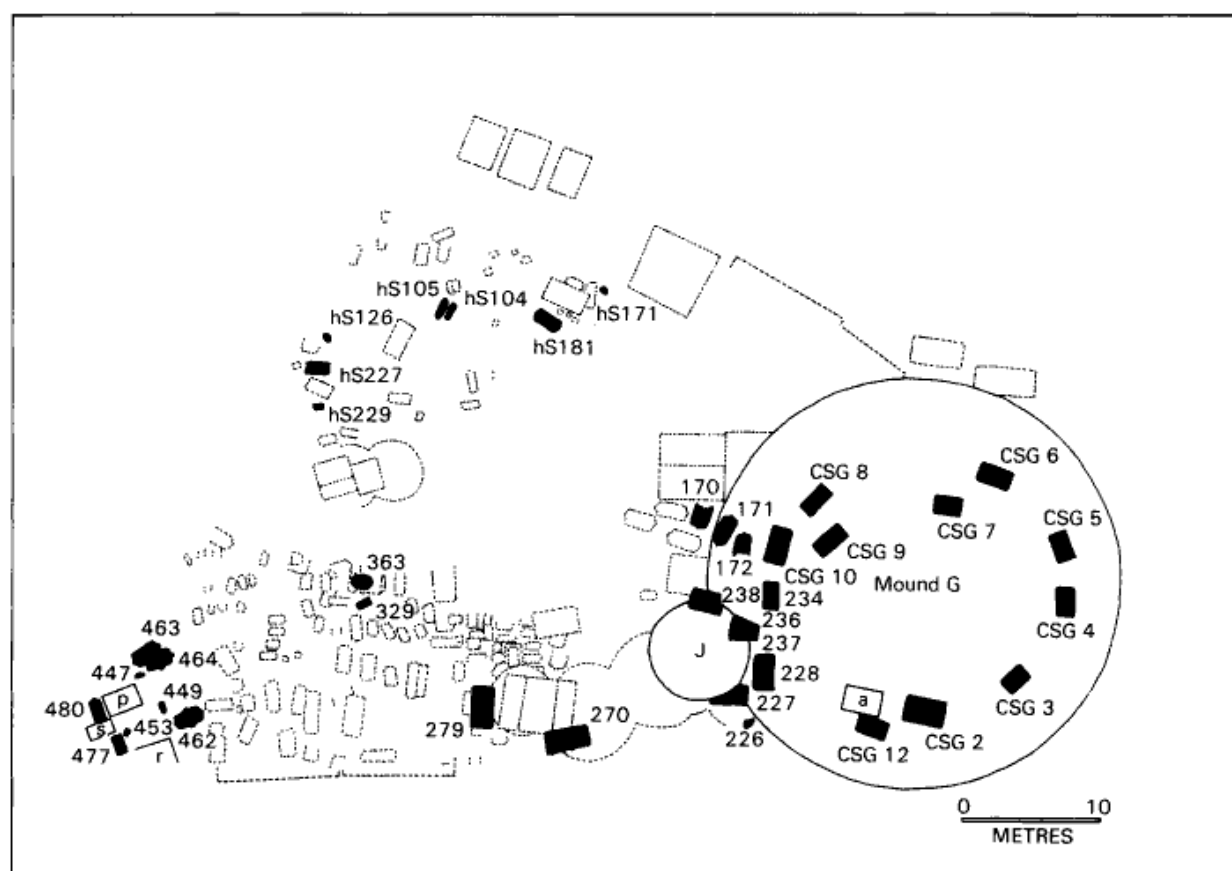 hS105
hS104
hS171
hS126
hS181
hS227
hS229
CSG 6
CSG 8
170
171
CSG 5
CSG 7
CSG 9
172
CSG 10
Mound G
363
238
234
329
236
CSG 4
463
237
J
464
447
228
p
449
a
480
227
CSG 3
s
453
270
279
226
462
CSG 2
477
r
CSG 12
0 10
METRES